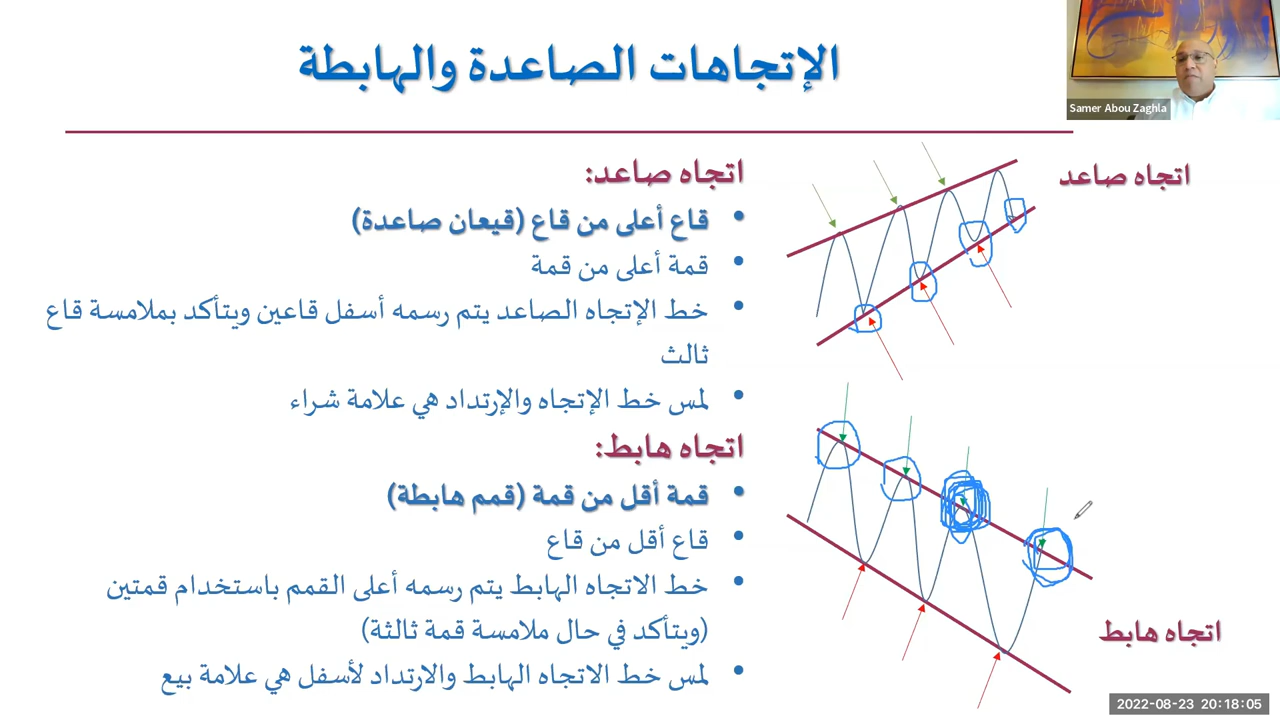 الإتجاهات الصاعدة والهابطة
Samer Abou Zaghla
اتجاه صاعد
اتجاه صاعد:
• قاع أعلى من قاع (قيعان صاعدة)
• قمة أعلى من قمة
• خط الإتجاه الصاعد يتم رسمه أسفل قاعين ويتأكد بملامسة قاع
ثالث
• لمس خط الإتجاه والإرتداد هي علامة شراء
اتجاه هابط:
• قمة أقل من قمة (قمم هابطة)
• قاع أقل من قاع
• خط الاتجاه الهابط يتم رسمه أعلى القمم باستخدام قمتين
(ويتأكد في حال ملامسة قمة ثالثة)
• لمس خط الاتجاه الهابط والارتداد لأسفل هي علامة بيع
اتجاه هابط
2022-08-23 20:18:05